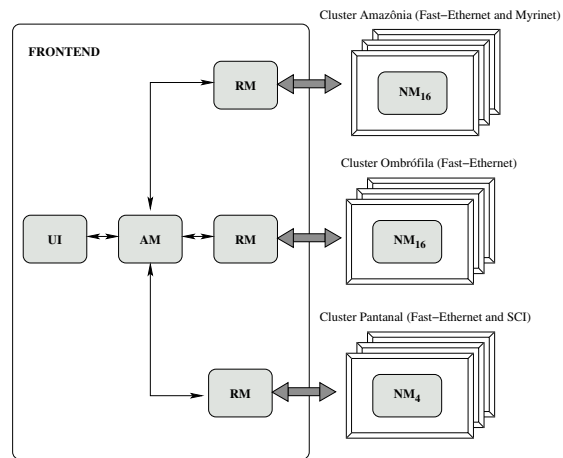 Cluster Amazônia (Fast−Ethernet and Myrinet)
FRONTEND
RM
NM16
Cluster Ombrófila (Fast−Ethernet)
UI
AM
RM
NM16
Cluster Pantanal (Fast−Ethernet and SCI)
RM
NM4